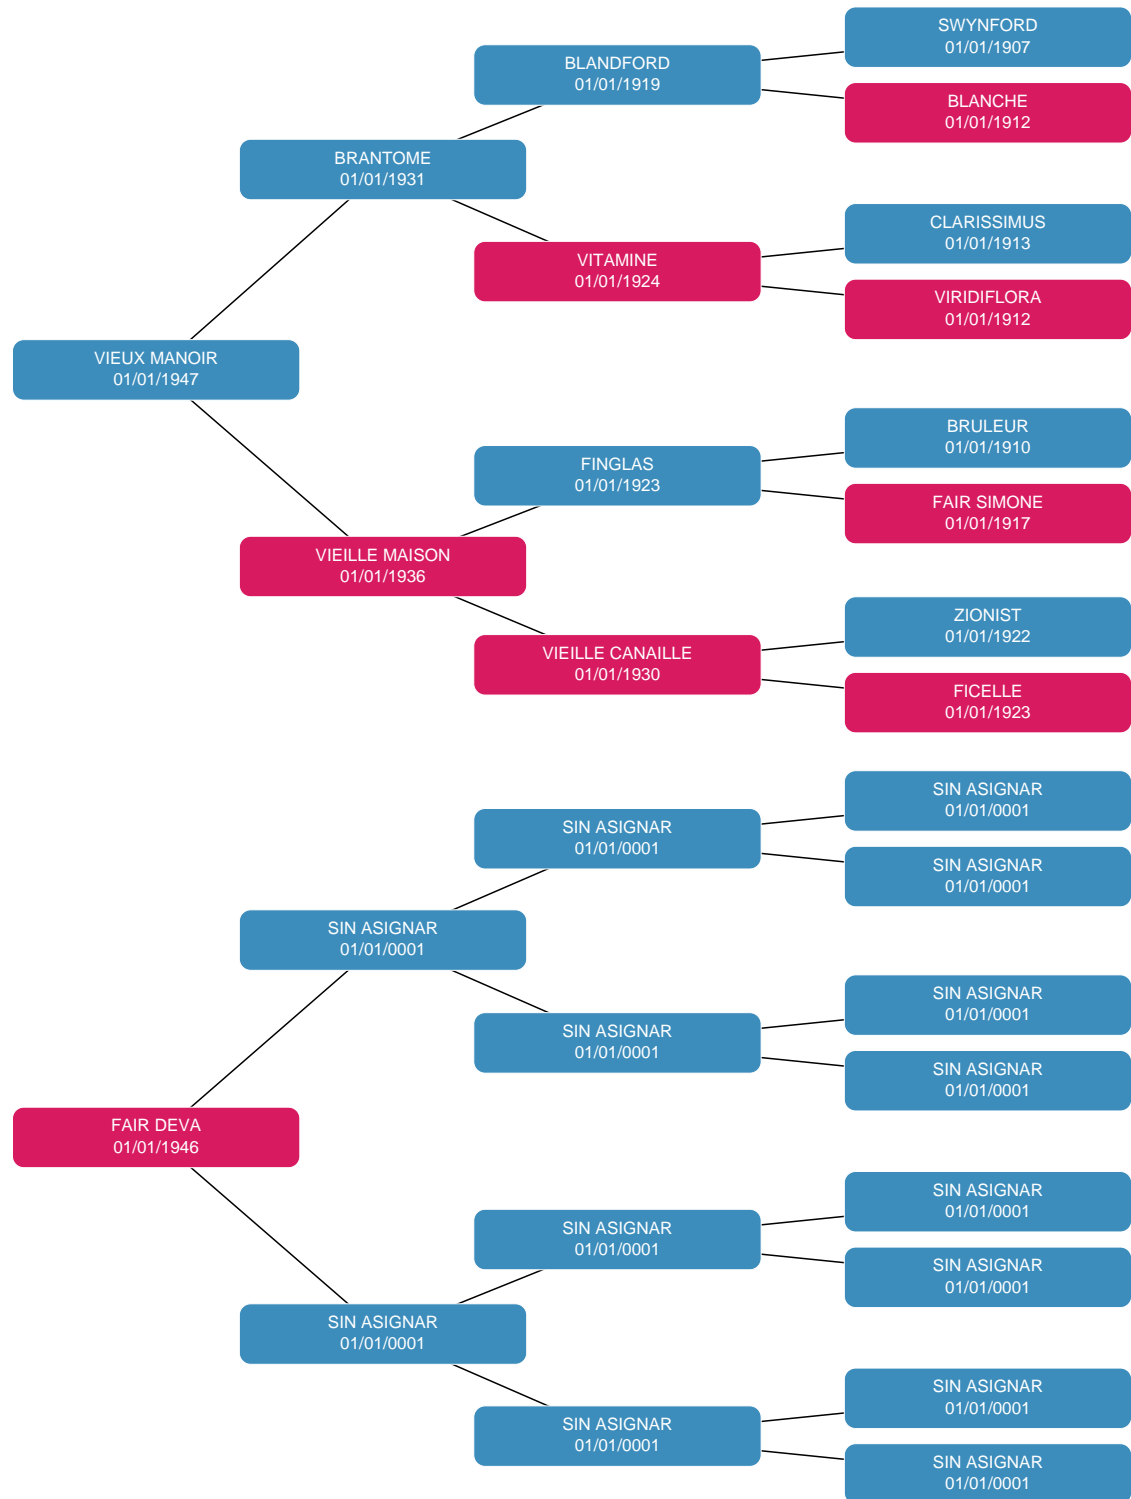 SWYNFORD
01/01/1907
BLANDFORD
01/01/1919
BLANCHE
01/01/1912
BRANTOME
01/01/1931
CLARISSIMUS
01/01/1913
VITAMINE
01/01/1924
VIRIDIFLORA
01/01/1912
VIEUX MANOIR
01/01/1947
BRULEUR
01/01/1910
FINGLAS
01/01/1923
FAIR SIMONE
01/01/1917
VIEILLE MAISON
01/01/1936
ZIONIST
01/01/1922
VIEILLE CANAILLE
01/01/1930
FICELLE
01/01/1923
SIN ASIGNAR
01/01/0001
SIN ASIGNAR
01/01/0001
SIN ASIGNAR
01/01/0001
SIN ASIGNAR
01/01/0001
SIN ASIGNAR
01/01/0001
SIN ASIGNAR
01/01/0001
SIN ASIGNAR
01/01/0001
FAIR DEVA
01/01/1946
SIN ASIGNAR
01/01/0001
SIN ASIGNAR
01/01/0001
SIN ASIGNAR
01/01/0001
SIN ASIGNAR
01/01/0001
SIN ASIGNAR
01/01/0001
SIN ASIGNAR
01/01/0001
SIN ASIGNAR
01/01/0001